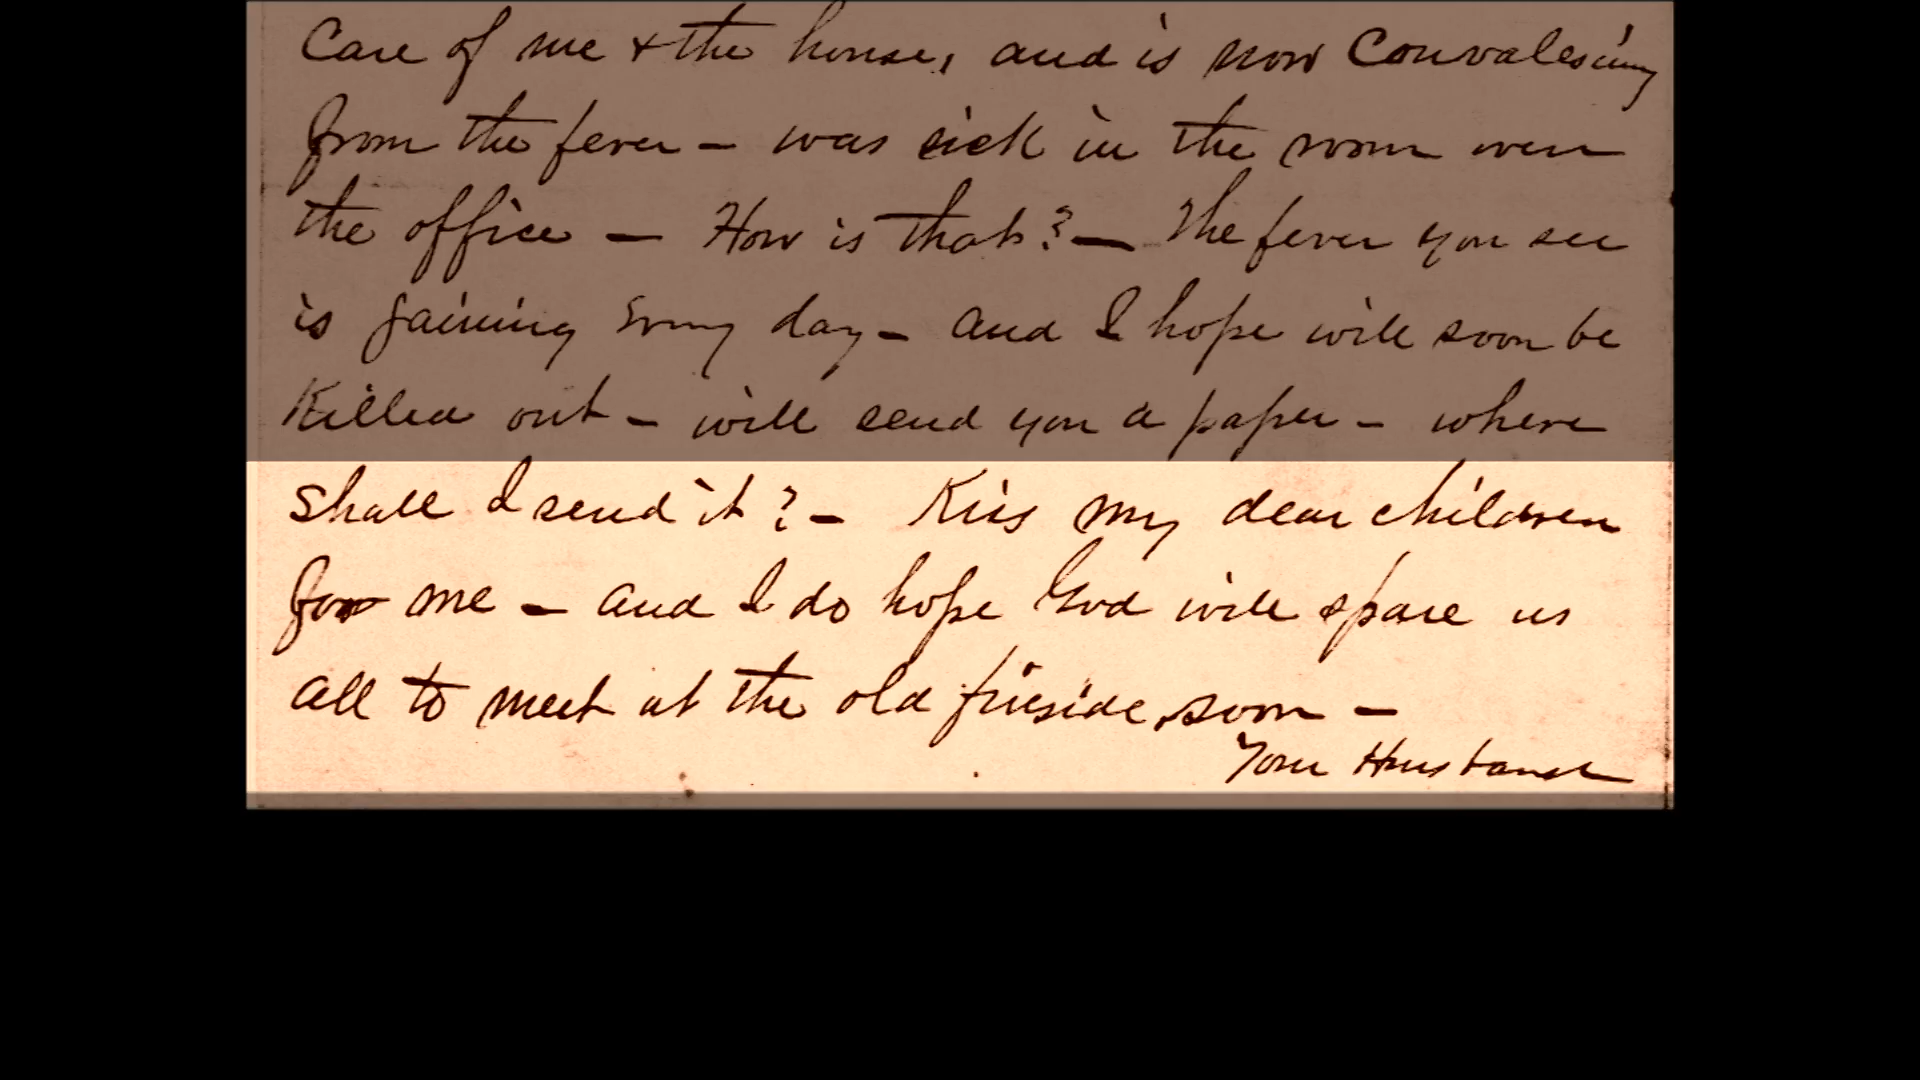 Care of me & the house, and is now Convalesing
from the fever – was sick in the room over
the office – How is that? – The fever you see
is gaining every day – and I hope will soon be
Killed out – will send you a paper – where
shall I send it? – Kiss my dear children
for me – and I do hope God will spare us
all to meet at the old fireside soon –
Your Husband